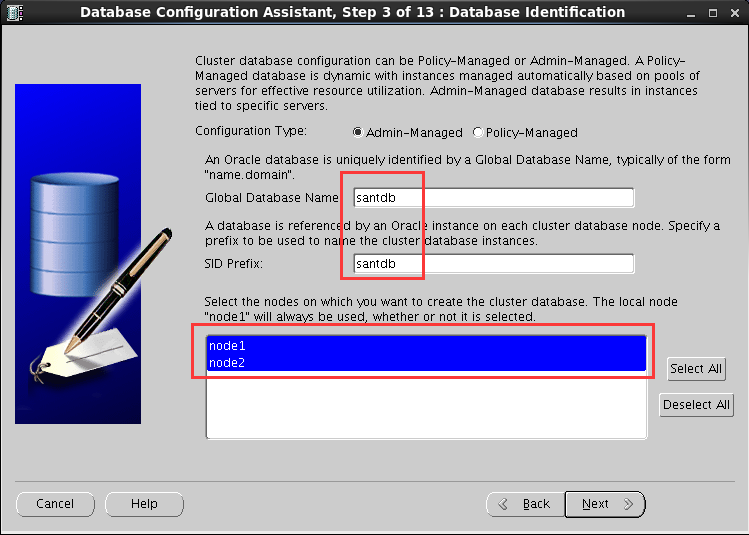 Database Configuration Assistant, Step 3 of 13 : Database Identification
Cluster database configuration can be Policy-Managed or Admin-Managed. A Policy-
Managed database is dynamic with instances managed automatically based on pools of
servers for effective resource utilization. Admin-Managed database results in instances
tied to specific servers.
Configuration Type: Admin-Managed Policy-Managed
An Oracle database is uniquely identified by a Global Database Name, typically of the form
"name.domain".
Global Database Name: santdb
A database is referenced by an Oracle instance on each cluster database node. Specify a
prefix to be used to name the cluster database instances.
SID Prefix: santdb
Select the nodes on which you want to create the cluster database. The local node
"node1" will always be used, whether or not it is selected.
node1
node2
Select All
Deselect All
Cancel Help Back Next